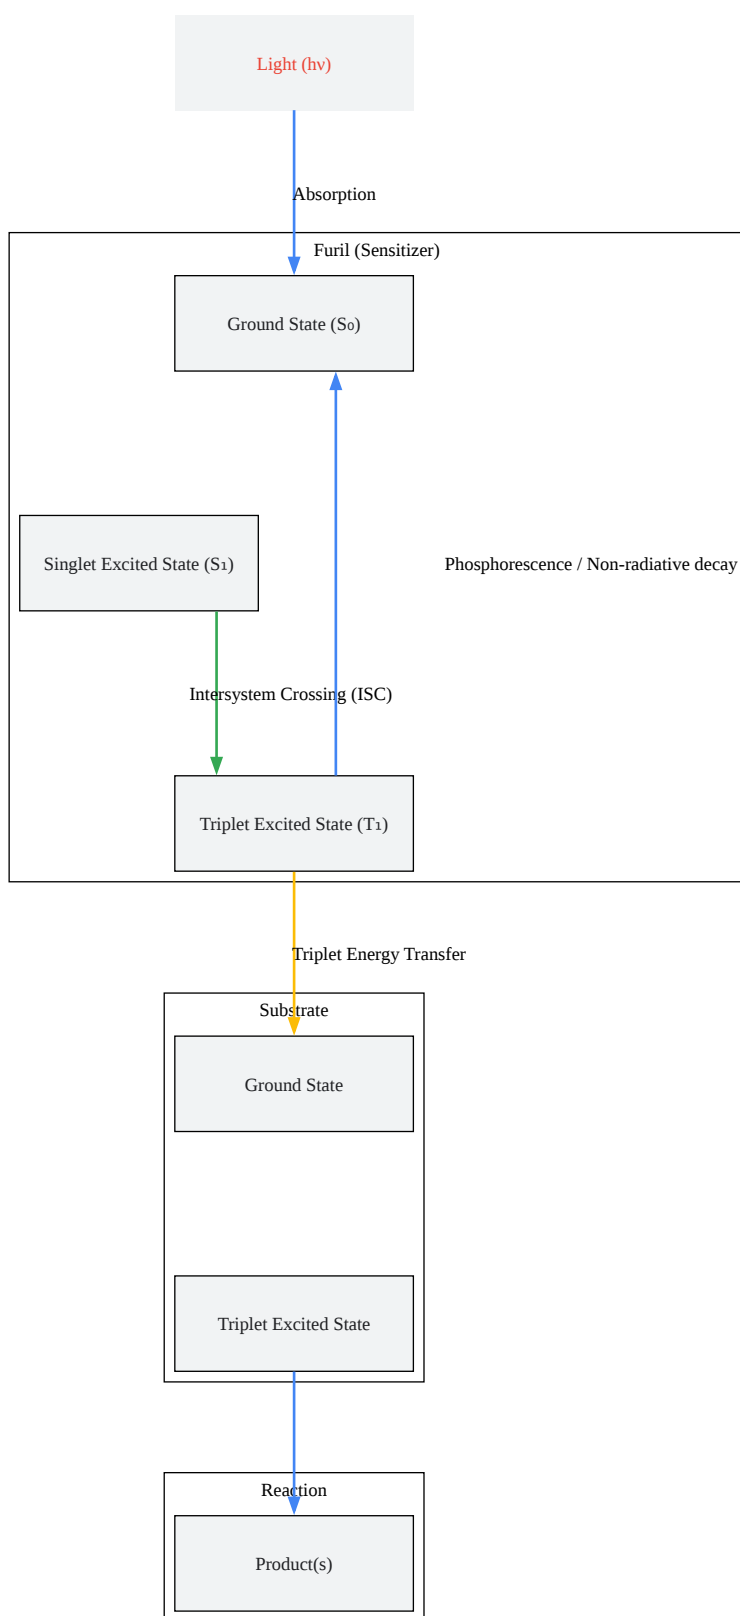 Light (hν)
Absorption
Furil (Sensitizer)
Ground State (S₀)
Singlet Excited State (S₁)
Phosphorescence / Non-radiative decay
Intersystem Crossing (ISC)
Triplet Excited State (T₁)
Triplet Energy Transfer
Substrate
Ground State
Triplet Excited State
Reaction
Product(s)